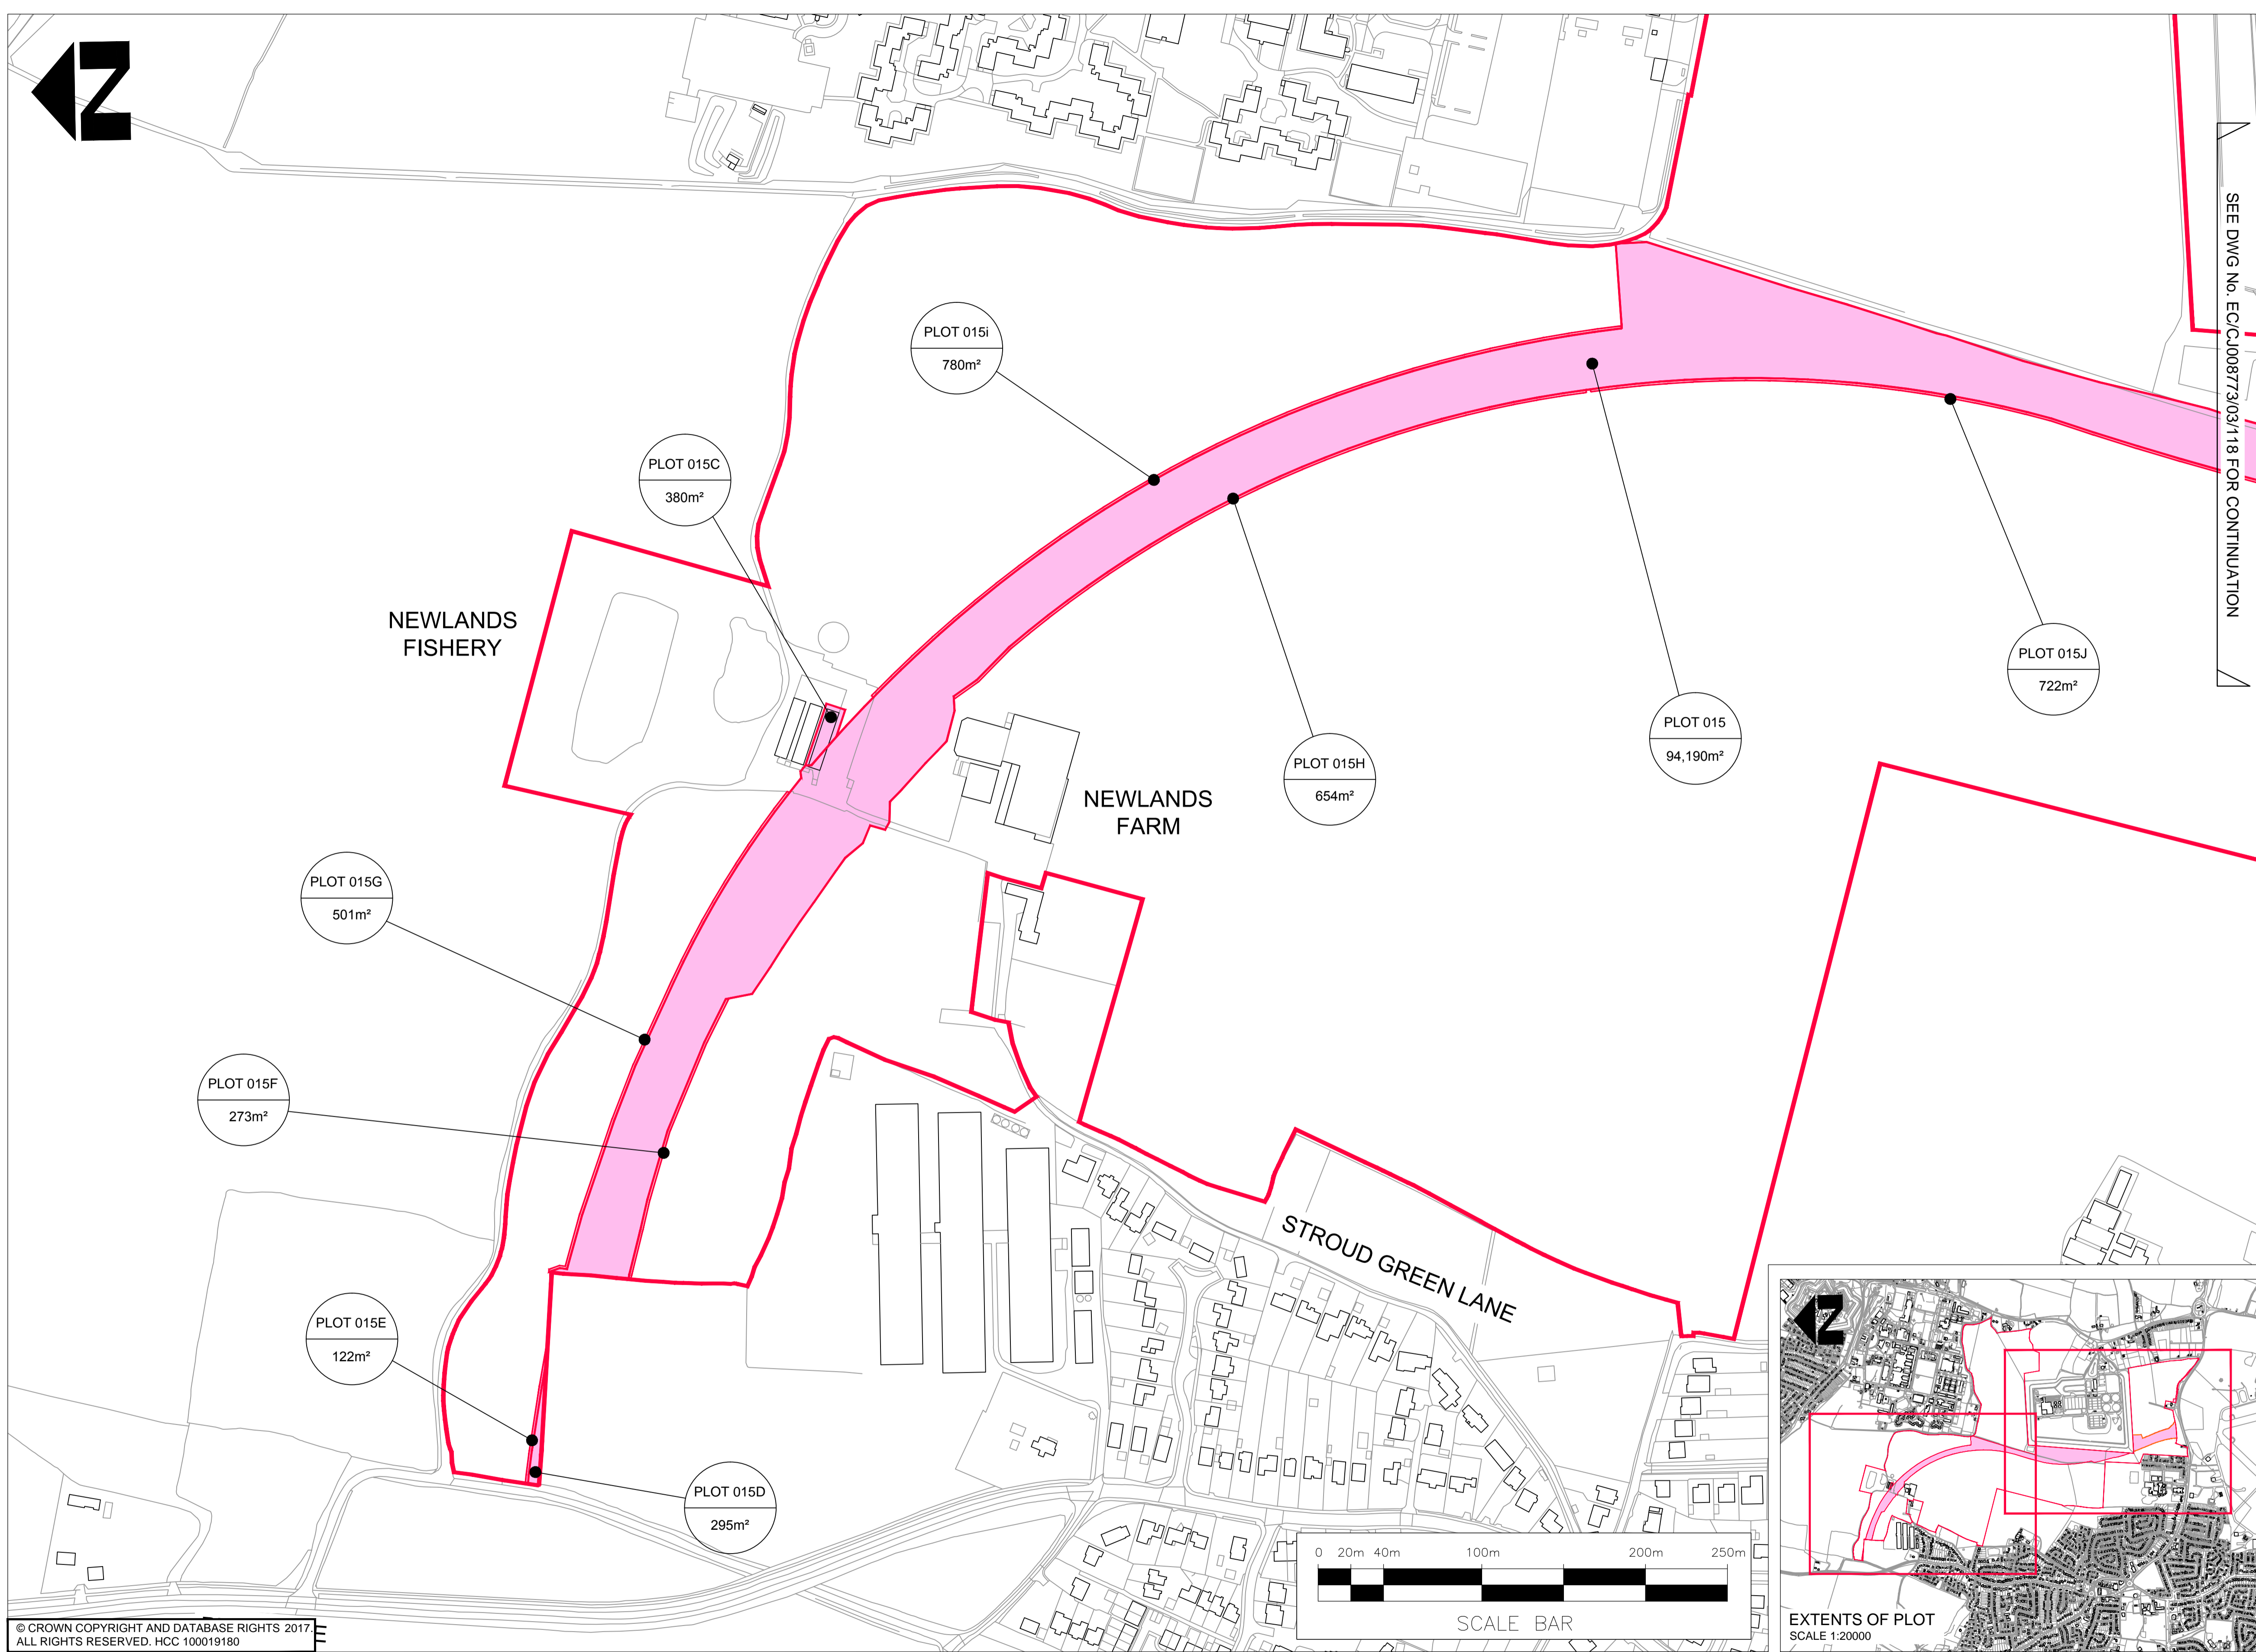 N
PLOT 015i
780m²
PLOT 015C
380m²
NEWLANDS
FISHERY
SEE DWG No. EC/CJ008773/03/118 FOR CONTINUATION
PLOT 015J
722m²
PLOT 015
94,190m²
PLOT 015H
654m²
NEWLANDS
FARM
PLOT 015G
501m²
PLOT 015F
273m²
STROUD GREEN LANE
PLOT 015E
122m²
PLOT 015D
295m²
0 20m 40m 100m 200m 250m
SCALE BAR
N
EXTENTS OF PLOT
SCALE 1:20000
© CROWN COPYRIGHT AND DATABASE RIGHTS 2017.
ALL RIGHTS RESERVED. HCC 100019180